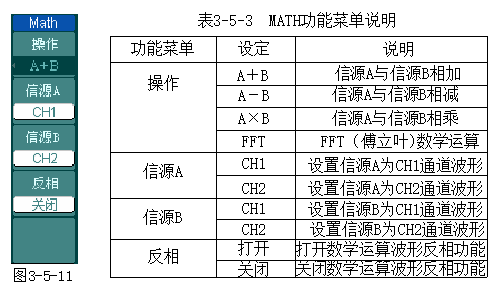 Math
操作
A+B
信源A
CH1
信源B
CH2
反相
关闭
图3-5-11
表3-5-3 MATH功能菜单说明
功能菜单 设定 说明
操作 A+B 信源A与信源B相加
A-B 信源A与信源B相减
A×B 信源A与信源B相乘
FFT FFT(傅立叶)数学运算
信源A CH1 设置信源A为CH1通道波形
CH2 设置信源A为CH2通道波形
信源B CH1 设置信源B为CH1通道波形
CH2 设置信源B为CH2通道波形
反相 打开 打开数学运算波形反相功能
关闭 关闭数学运算波形反相功能